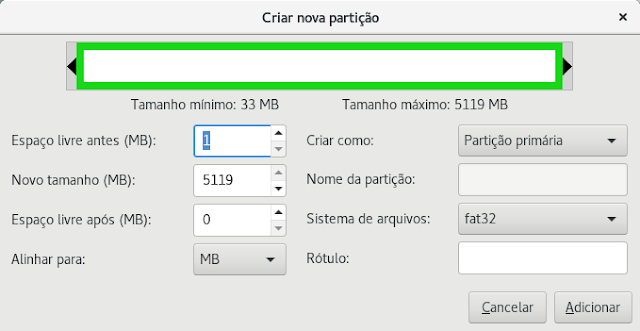 Criar nova partição
Tamanho mínimo: 33 MB Tamanho máximo: 5119 MB
Espaço livre antes (MB): 1 Criar como: Partição primária
Novo tamanho (MB): 5119 Nome da partição:
Espaço livre após (MB): 0 Sistema de arquivos: fat32
Alinhar para: MB Rótulo:
Cancelar Adicionar